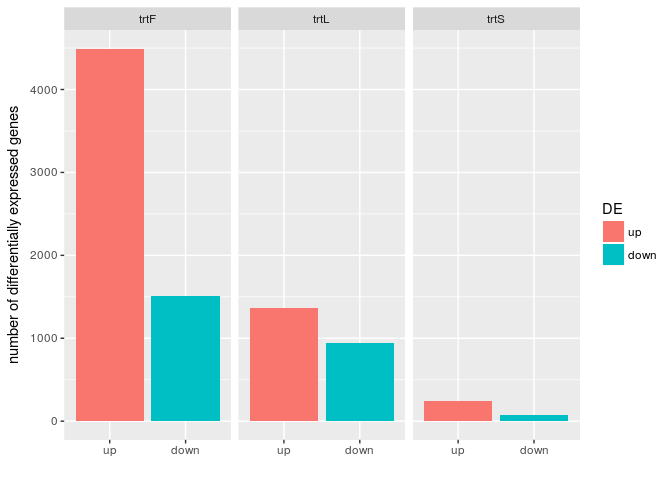 trtF
trtL
trtS
number of differentially expressed genes
4000
3000
2000
1000
0
up
down
up
down
up
down
DE
up
down